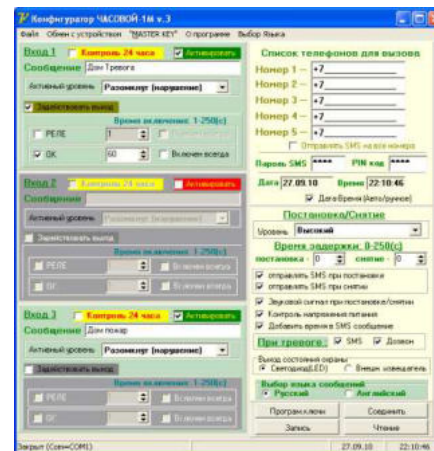 Конфигуратор ЧАСОВОЙ-1М v.3
Файл Обмен с устройством "MASTER KEY" О программе Выбор Языка
Вход 1 Контроль 24 часа Активировать
Сообщение Дом Тревога
Активный уровень Разомкнут (нарушение)
Задействовать выход
Время включения: 1-250(с)
РЕЛЕ 1 Включен всегда
ОК 60 Включен всегда
Вход 2 Контроль 24 часа Активировать
Сообщение
Активный уровень Разомкнут (нарушение)
Задействовать выход
Время включения: 1-250(с)
РЕЛЕ Включен всегда
ОК Включен всегда
Вход 3 Контроль 24 часа Активировать
Сообщение Дом пожар
Активный уровень Разомкнут (нарушение)
Задействовать выход
Время включения: 1-250(с)
РЕЛЕ Включен всегда
ОК Включен всегда
Закрыт (Com=COM1)
Список телефонов для вызова
Номер 1 – +7
Номер 2 – +7
Номер 3 – +7
Номер 4 – +7
Номер 5 – +7
Отправлять SMS на все номера
Пароль SMS **** PIN код ****
Дата 27.09.10 Время 22:10:46
Дата Время (Авто/ручное)
Постановка/Снятие
Уровень Высокий
Время задержки: 0-250(с)
постановка - 0 снятие - 0
отправлять SMS при постановке
отправлять SMS при снятии
Звуковой сигнал при постановке/снятии
Контроль напряжения питания
Добавить время в SMS сообщение
При тревоге: SMS Дозвон
Выход состояния охраны
Светодиод(LED) Внешн. извещатель
Выбор языка сообщений
Русский Английский
Програм.ключи Соединить
Запись Чтение
27.09.10 22:10:46